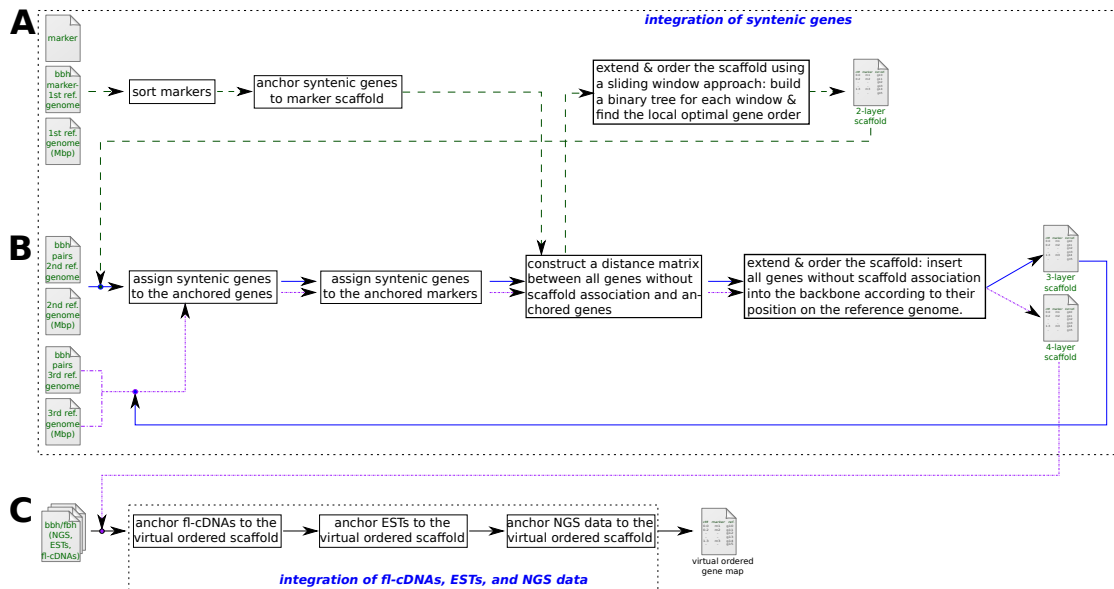 A
integration of syntenic genes
marker
bbh
marker-
1st ref.
genome
1st ref.
genome
(Mbp)
sort markers
anchor syntenic genes
to marker scaffold
extend & order the scaffold using
a sliding window approach: build
a binary tree for each window &
find the local optimal gene order
2-layer
scaffold
B
bbh
pairs
2nd ref.
genome
2nd ref.
genome
(Mbp)
assign syntenic genes
to the anchored genes
assign syntenic genes
to the anchored markers
construct a distance matrix
between all genes without
scaffold association and an-
chored genes
extend & order the scaffold: insert
all genes without scaffold association
into the backbone according to their
position on the reference genome.
3-layer
scaffold
4-layer
scaffold
bbh
pairs
3rd ref.
genome
3rd ref.
genome
(Mbp)
C
bbh/fbh
(NGS,
ESTs,
fl-cDNAs)
anchor fl-cDNAs to the
virtual ordered scaffold
anchor ESTs to the
virtual ordered scaffold
anchor NGS data to the
virtual ordered scaffold
virtual ordered
gene map
integration of fl-cDNAs, ESTs, and NGS data